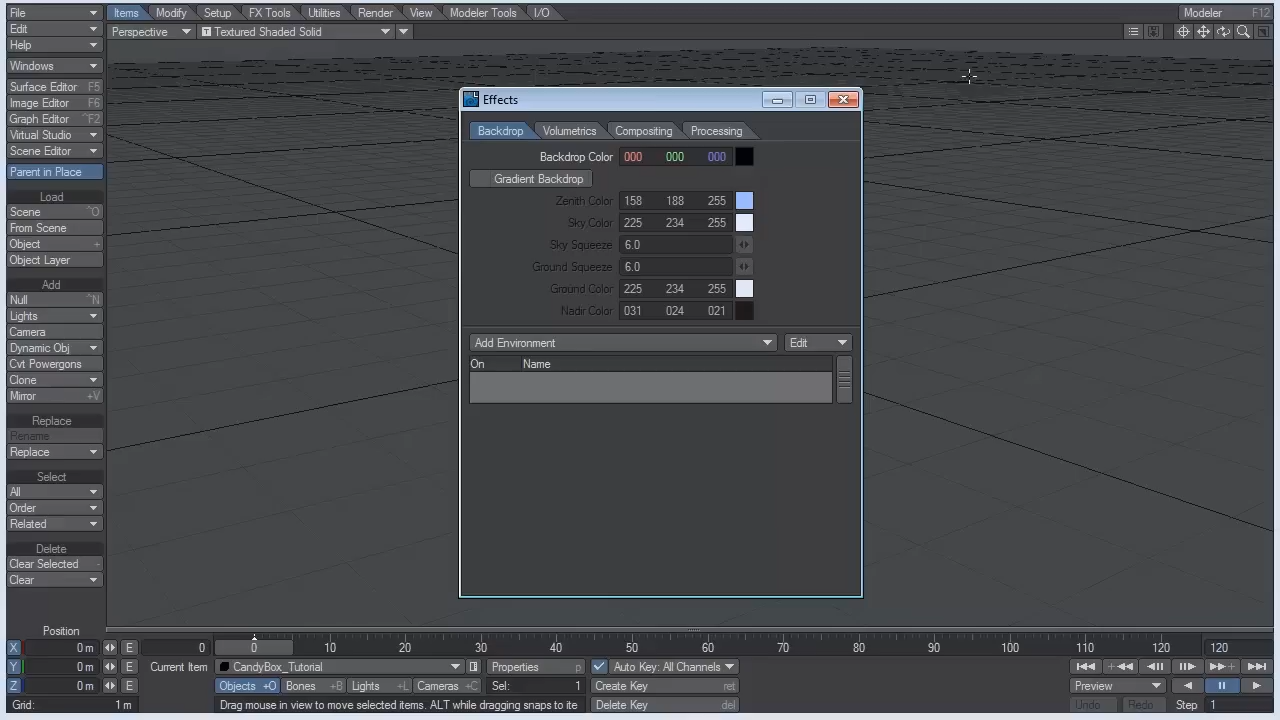 File
Items
Modify
Setup
FX Tools
Utilities
Render
View
Modeler Tools
I/O
Modeler F12
Edit
Perspective
Textured Shaded Solid
Help
Windows
Surface Editor F5
Image Editor F6
Graph Editor ^F2
Virtual Studio
Scene Editor
Parent in Place
Load
Scene ^O
From Scene
Object +
Object Layer
Add
Null ^N
Lights
Camera
Dynamic Obj
Cvt Powergons
Clone
Mirror +V
Replace
Rename
Replace
Select
All
Order
Related
Delete
Clear Selected -
Clear
Effects
Backdrop
Volumetrics
Compositing
Processing
Backdrop Color 000 000 000
Gradient Backdrop
Zenith Color 158 188 255
Sky Color 225 234 255
Sky Squeeze 6.0
Ground Squeeze 6.0
Ground Color 225 234 255
Nadir Color 031 024 021
Add Environment
Edit
On Name
Position
X 0 m E 0
0 10 20 30 40 50 60 70 80 90 100 110 120 120
Y 0 m E Current Item CandyBox_Tutorial Properties p Auto Key: All Channels
Z 0 m E Objects +O Bones +B Lights +L Cameras +C Sel: 1 Create Key ret Preview
Grid: 1 m Drag mouse in view to move selected items. ALT while dragging snaps to ite Delete Key del Undo Redo Step 1